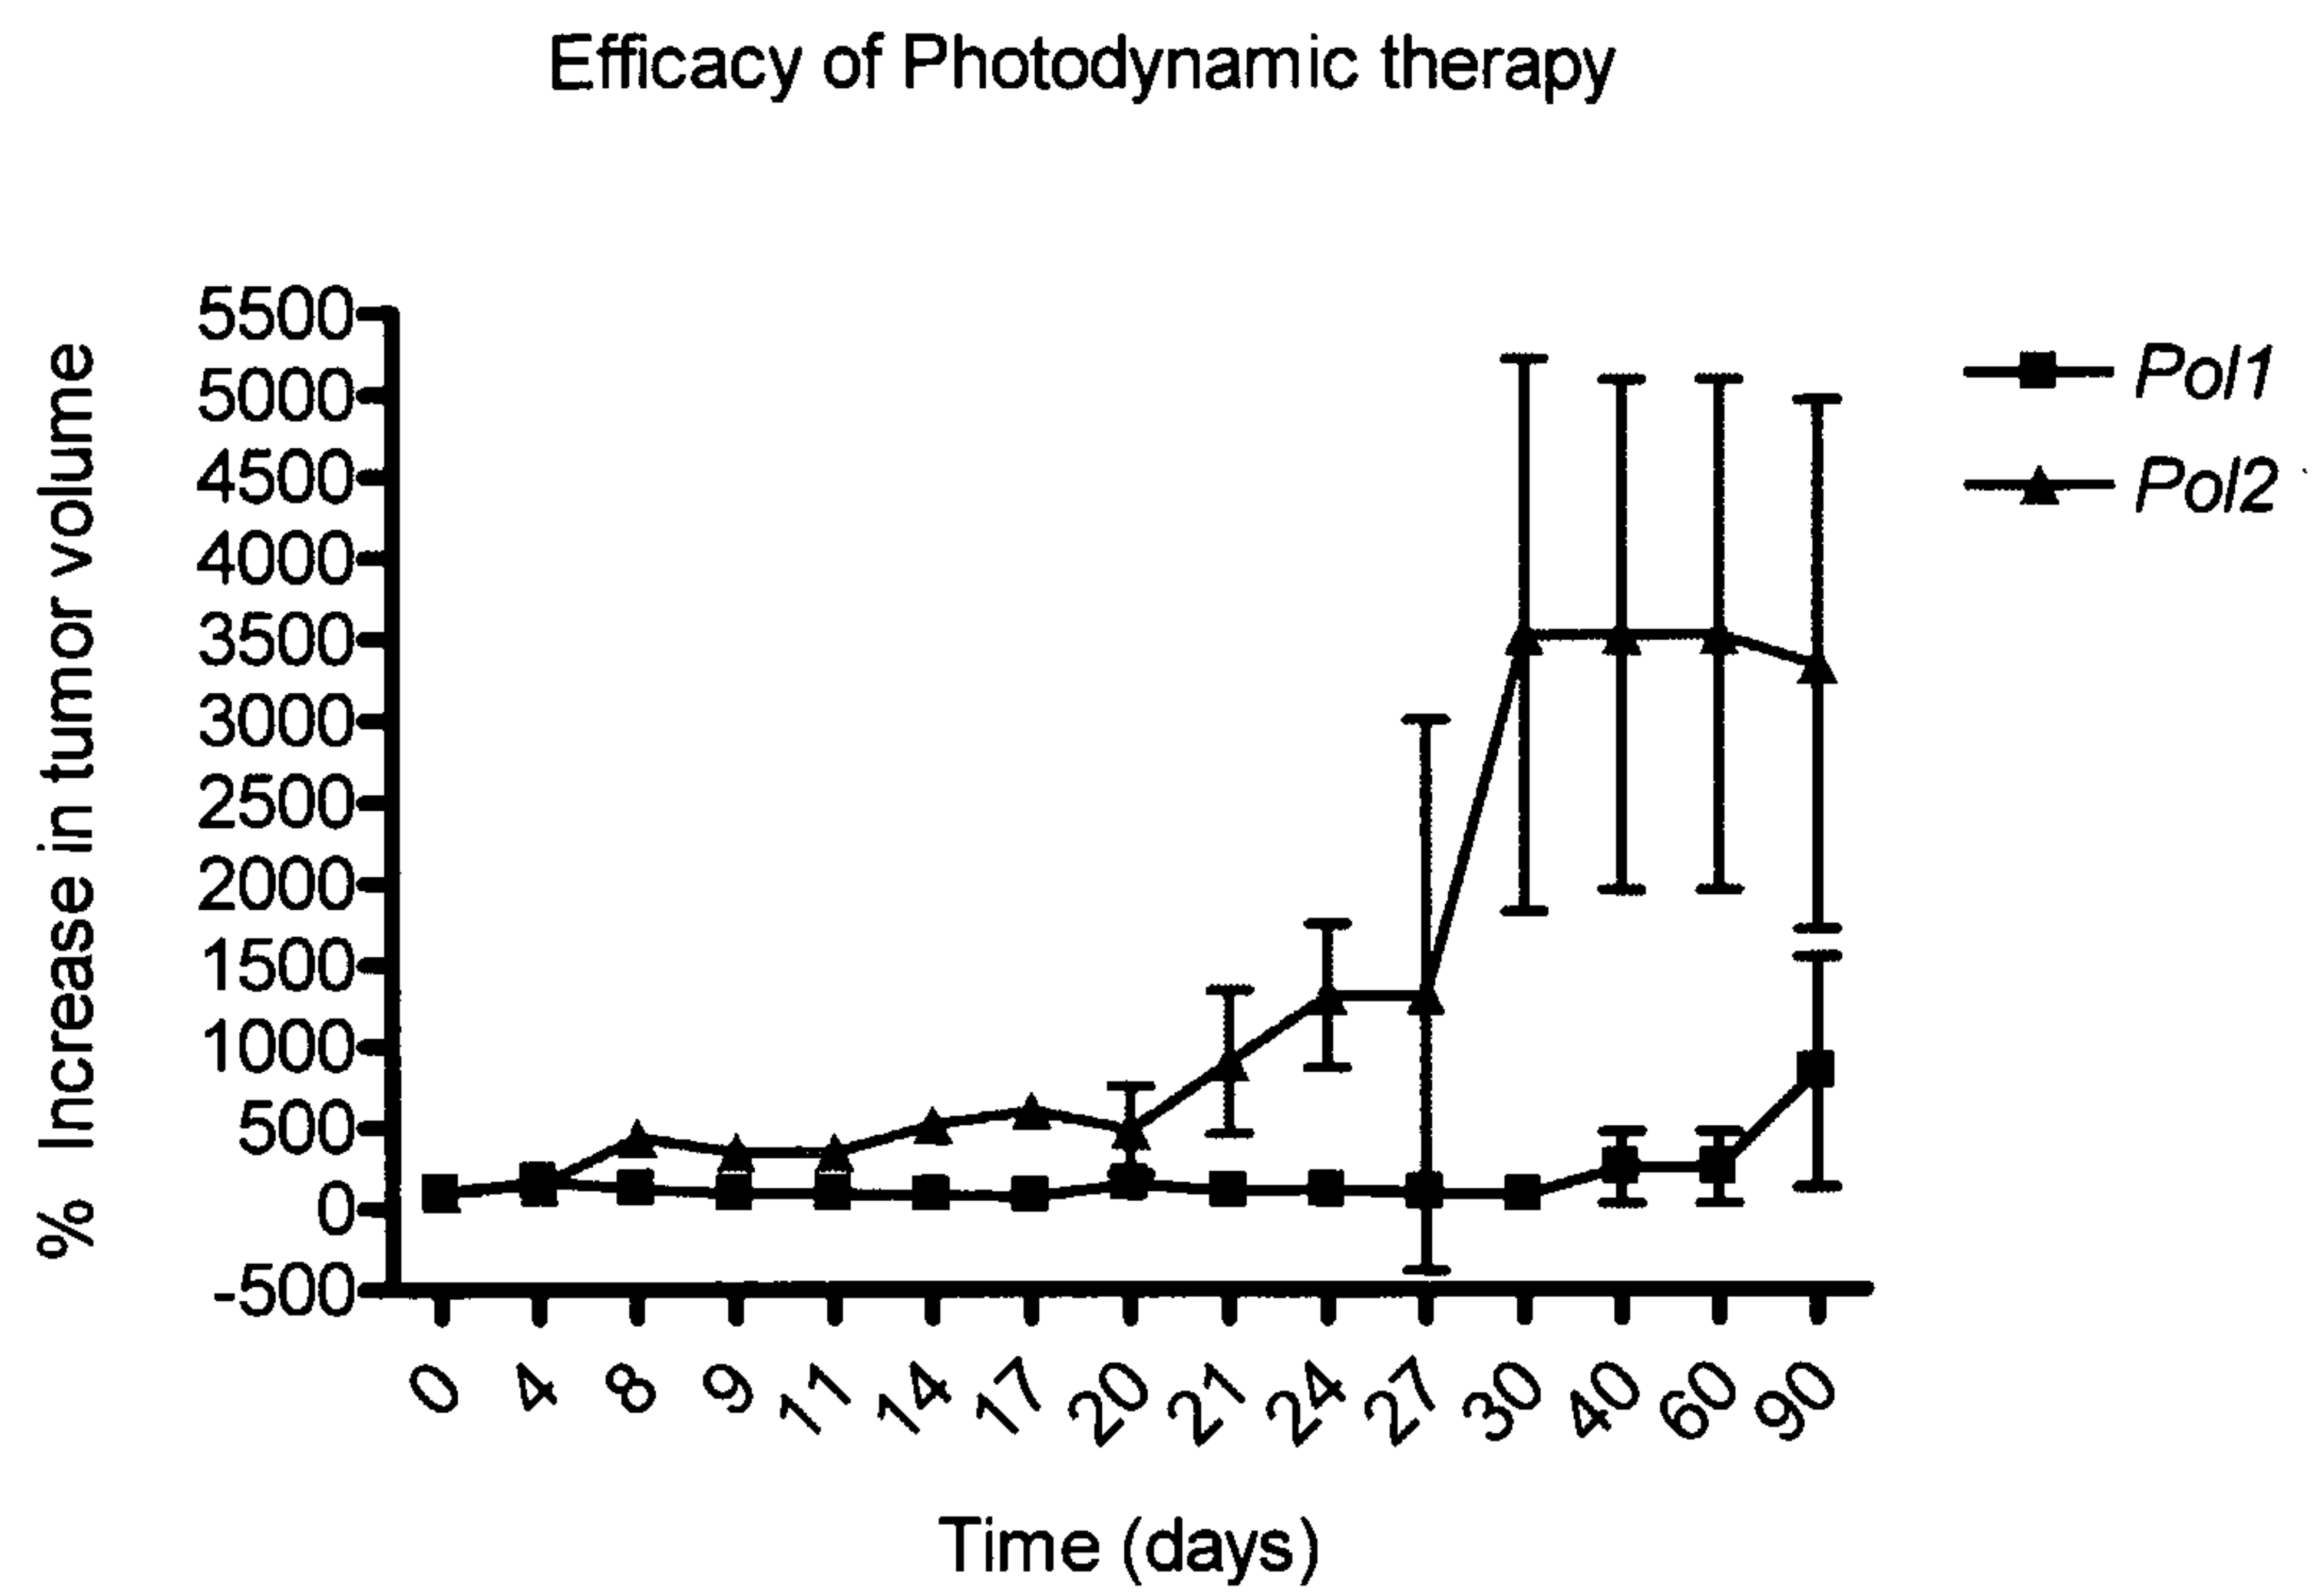 Efficacy of Photodynamic therapy
% Increase in tumor volume
5500
5000
4500
4000
3500
3000
2500
2000
1500
1000
500
0
-500
0 4 8 9 11 14 17 20 21 24 27 30 40 60 90
Time (days)
Pol1
Pol2